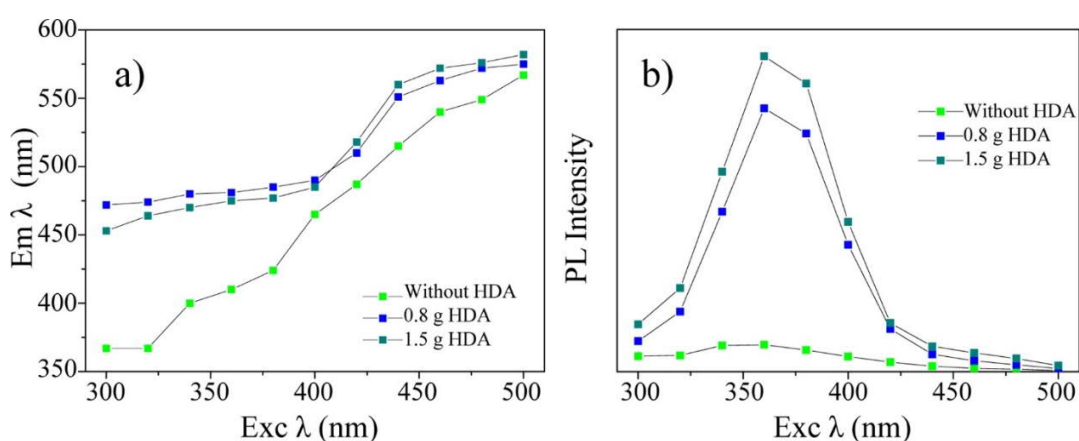 a)
Em λ (nm)
600
550
500
450
400
350
300
350
400
450
500
Exc λ (nm)
Without HDA
0.8 g HDA
1.5 g HDA
b)
PL Intensity
Without HDA
0.8 g HDA
1.5 g HDA
300
350
400
450
500
Exc λ (nm)